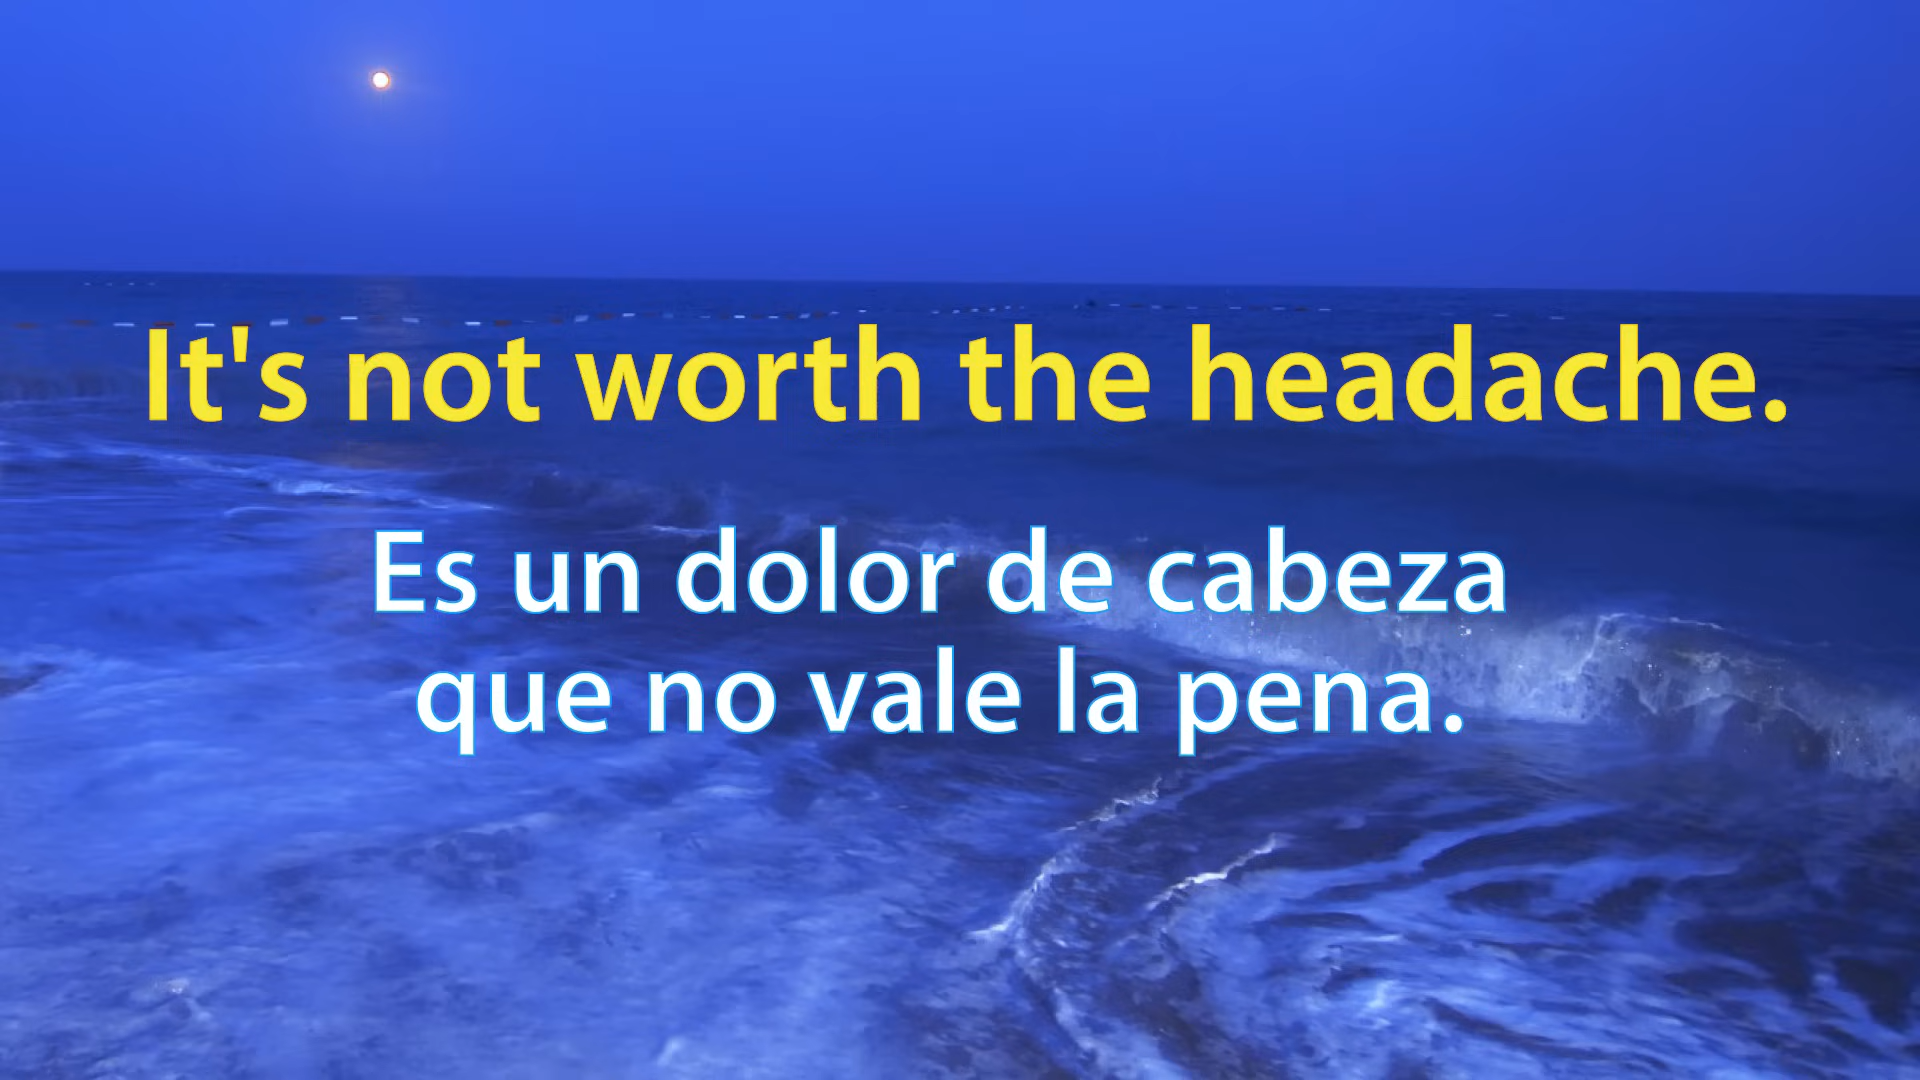 It's not worth the headache.
Es un dolor de cabeza
que no vale la pena.